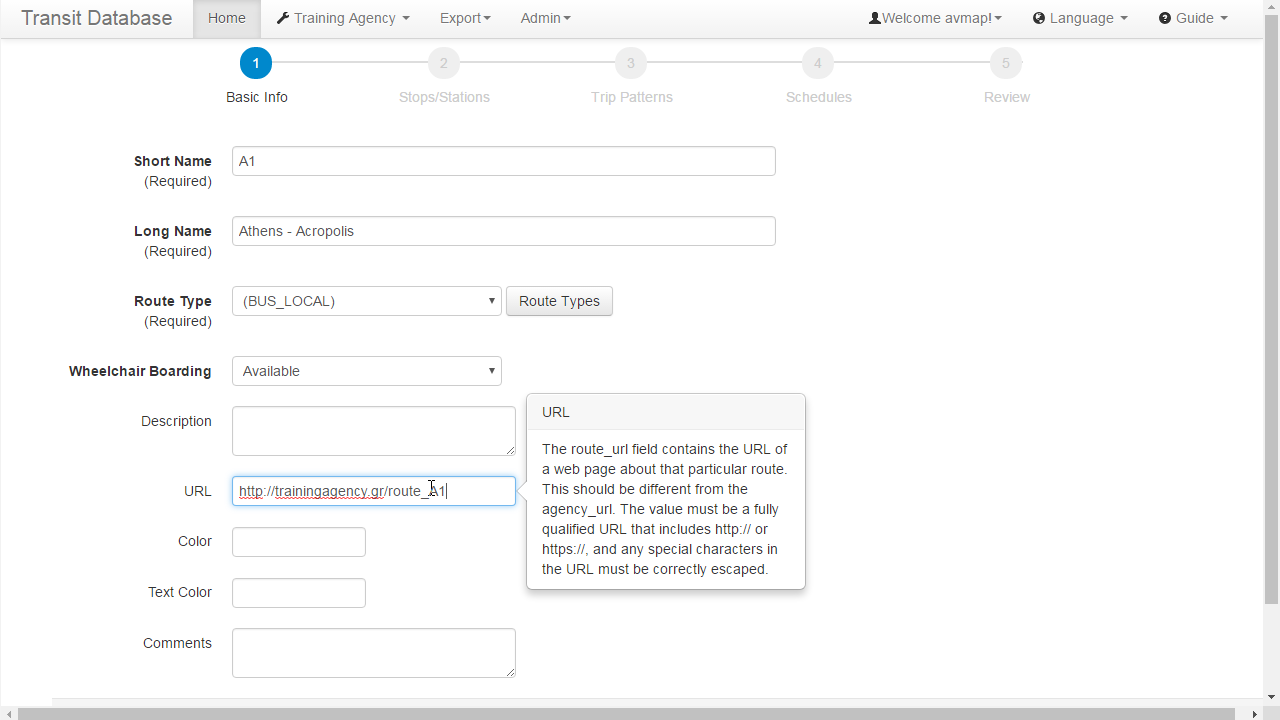 Transit Database Home Training Agency Export Admin Welcome avmap! Language Guide
1 2 3 4 5
Basic Info Stops/Stations Trip Patterns Schedules Review
Short Name A1
(Required)
Long Name Athens - Acropolis
(Required)
Route Type (BUS_LOCAL) Route Types
(Required)
Wheelchair Boarding Available
Description
URL http://trainingagency.gr/route_A1
Color
Text Color
Comments
URL
The route_url field contains the URL of
a web page about that particular route.
This should be different from the
agency_url. The value must be a fully
qualified URL that includes http:// or
https://, and any special characters in
the URL must be correctly escaped.